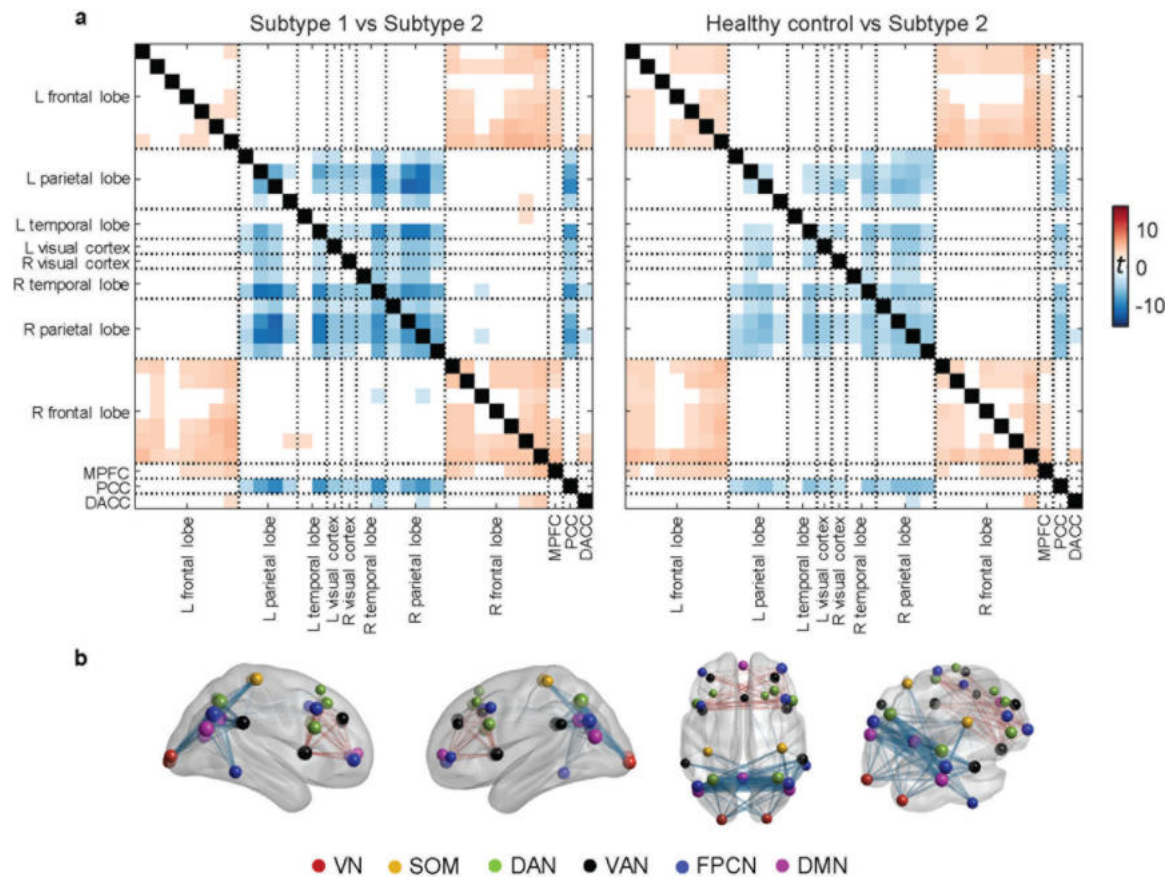 a
Subtype 1 vs Subtype 2
Healthy control vs Subtype 2
L frontal lobe
L parietal lobe
L temporal lobe
L visual cortex
R visual cortex
R temporal lobe
R parietal lobe
R frontal lobe
MPFC
PCC
DACC
10
t 0
-10
L frontal lobe
L parietal lobe
L temporal lobe
L visual cortex
R visual cortex
R temporal lobe
R parietal lobe
R frontal lobe
MPFC
PCC
DACC
L frontal lobe
L parietal lobe
L temporal lobe
L visual cortex
R visual cortex
R temporal lobe
R parietal lobe
R frontal lobe
MPFC
PCC
DACC
b
VN SOM DAN VAN FPCN DMN